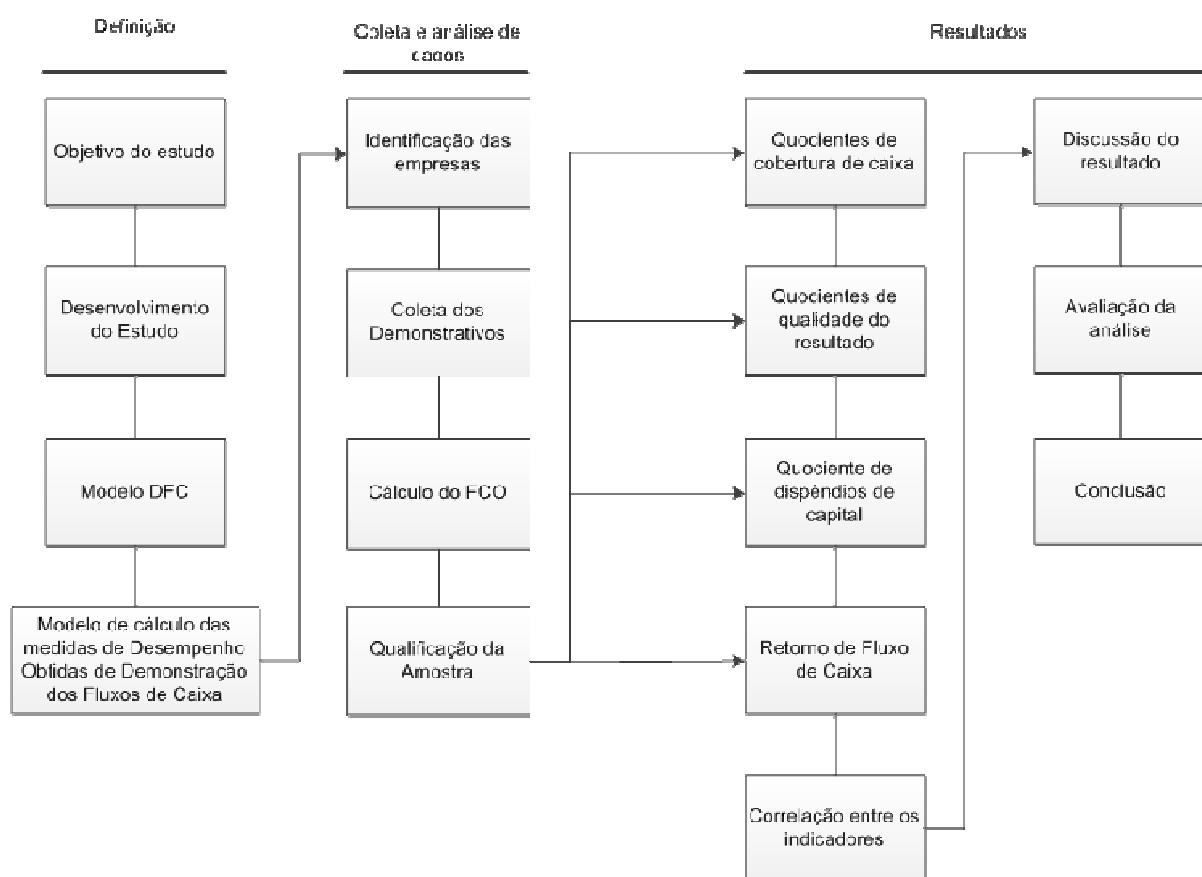 Definição
Coleta e análise de
dados
Resultados
Objetivo do estudo
Desenvolvimento
do Estudo
Modelo DFC
Modelo de cálculo das
medidas de Desempenho
Obtidas de Demonstração
dos Fluxos de Caixa
Identificação das
empresas
Coleta dos
Demonstrativos
Cálculo do FCO
Qualificação da
Amostra
Quocientes de
cobertura de caixa
Quocientes de
qualidade do
resultado
Quociente de
dispêndios de
capital
Retorno de Fluxo
de Caixa
Correlação entre os
indicadores
Discussão do
resultado
Avaliação da
análise
Conclusão